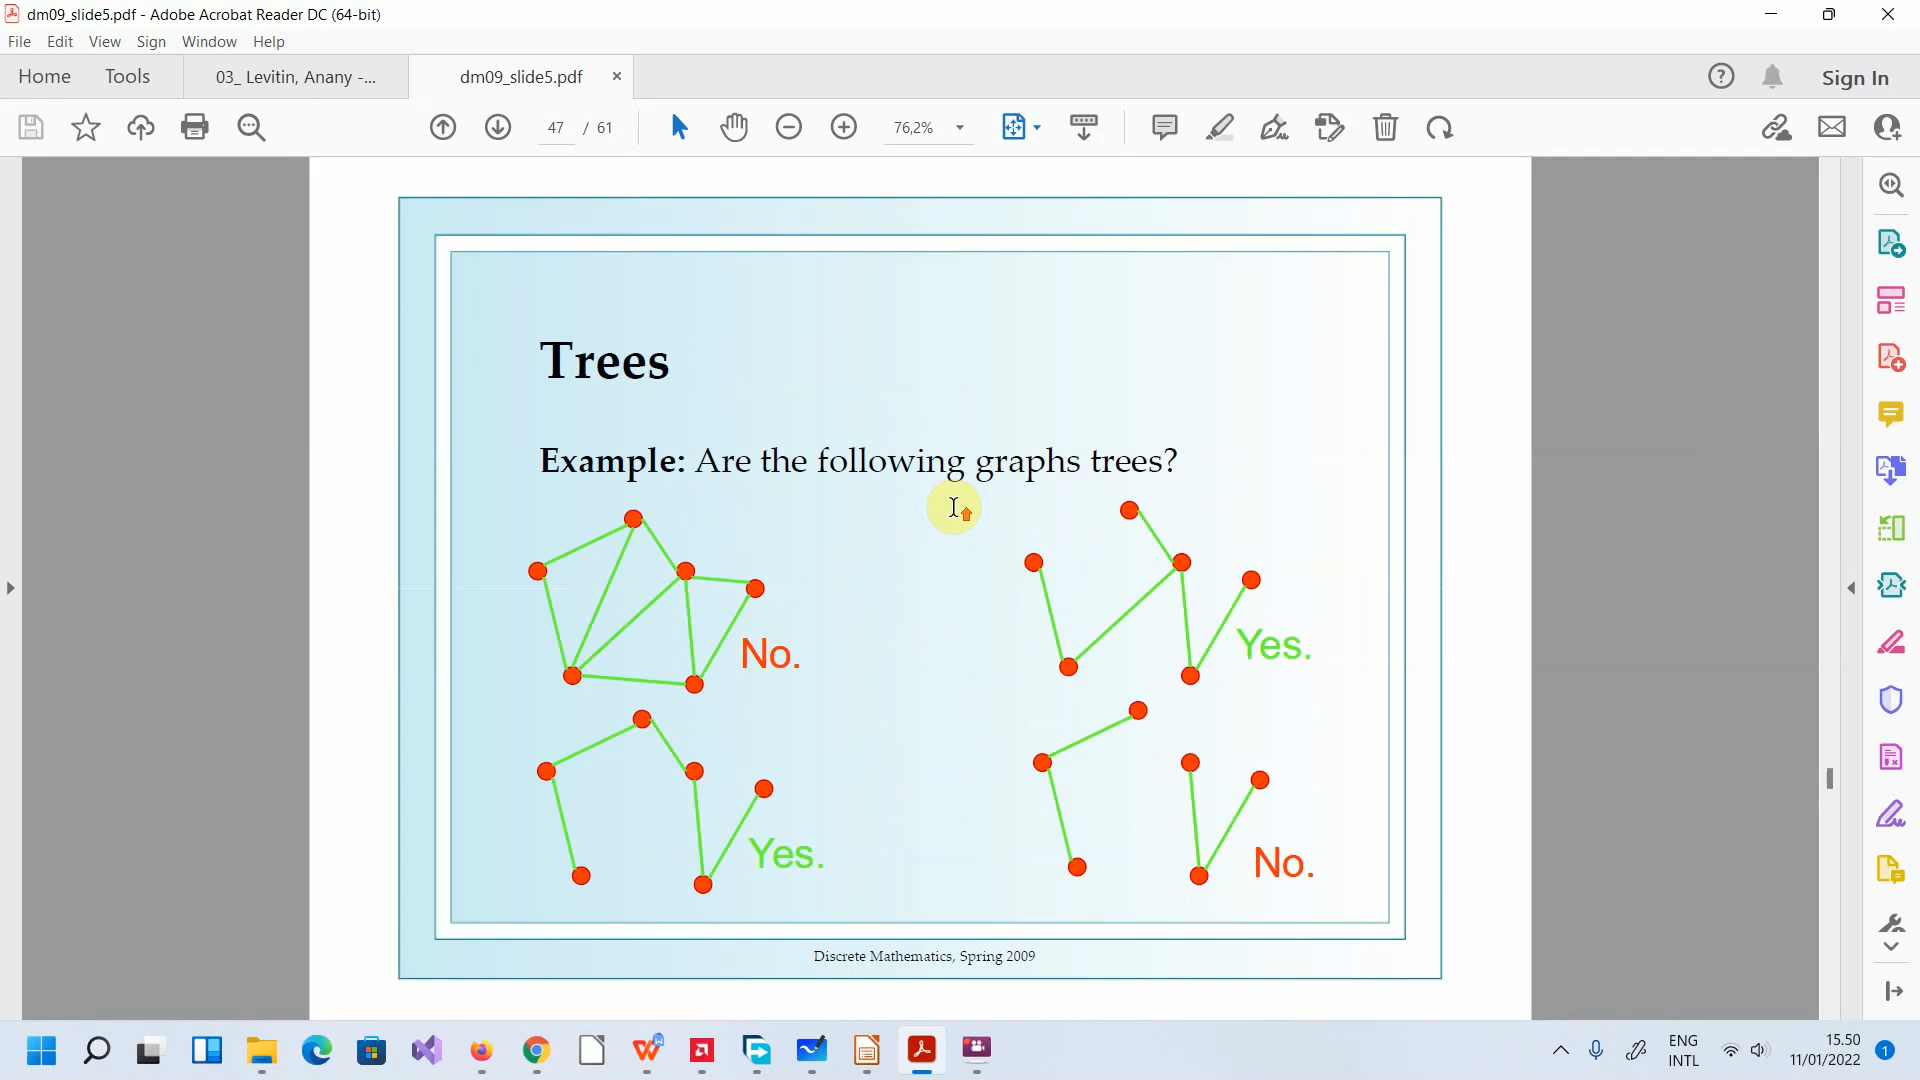 dm09_slide5.pdf - Adobe Acrobat Reader DC (64-bit)
File Edit View Sign Window Help
Home Tools 03_ Levitin, Anany -... dm09_slide5.pdf × ? Sign In
47 / 61 76,2%
Trees
Example: Are the following graphs trees?
No.
Yes.
Yes.
No.
Discrete Mathematics, Spring 2009
ENG
INTL
15.50
11/01/2022
1